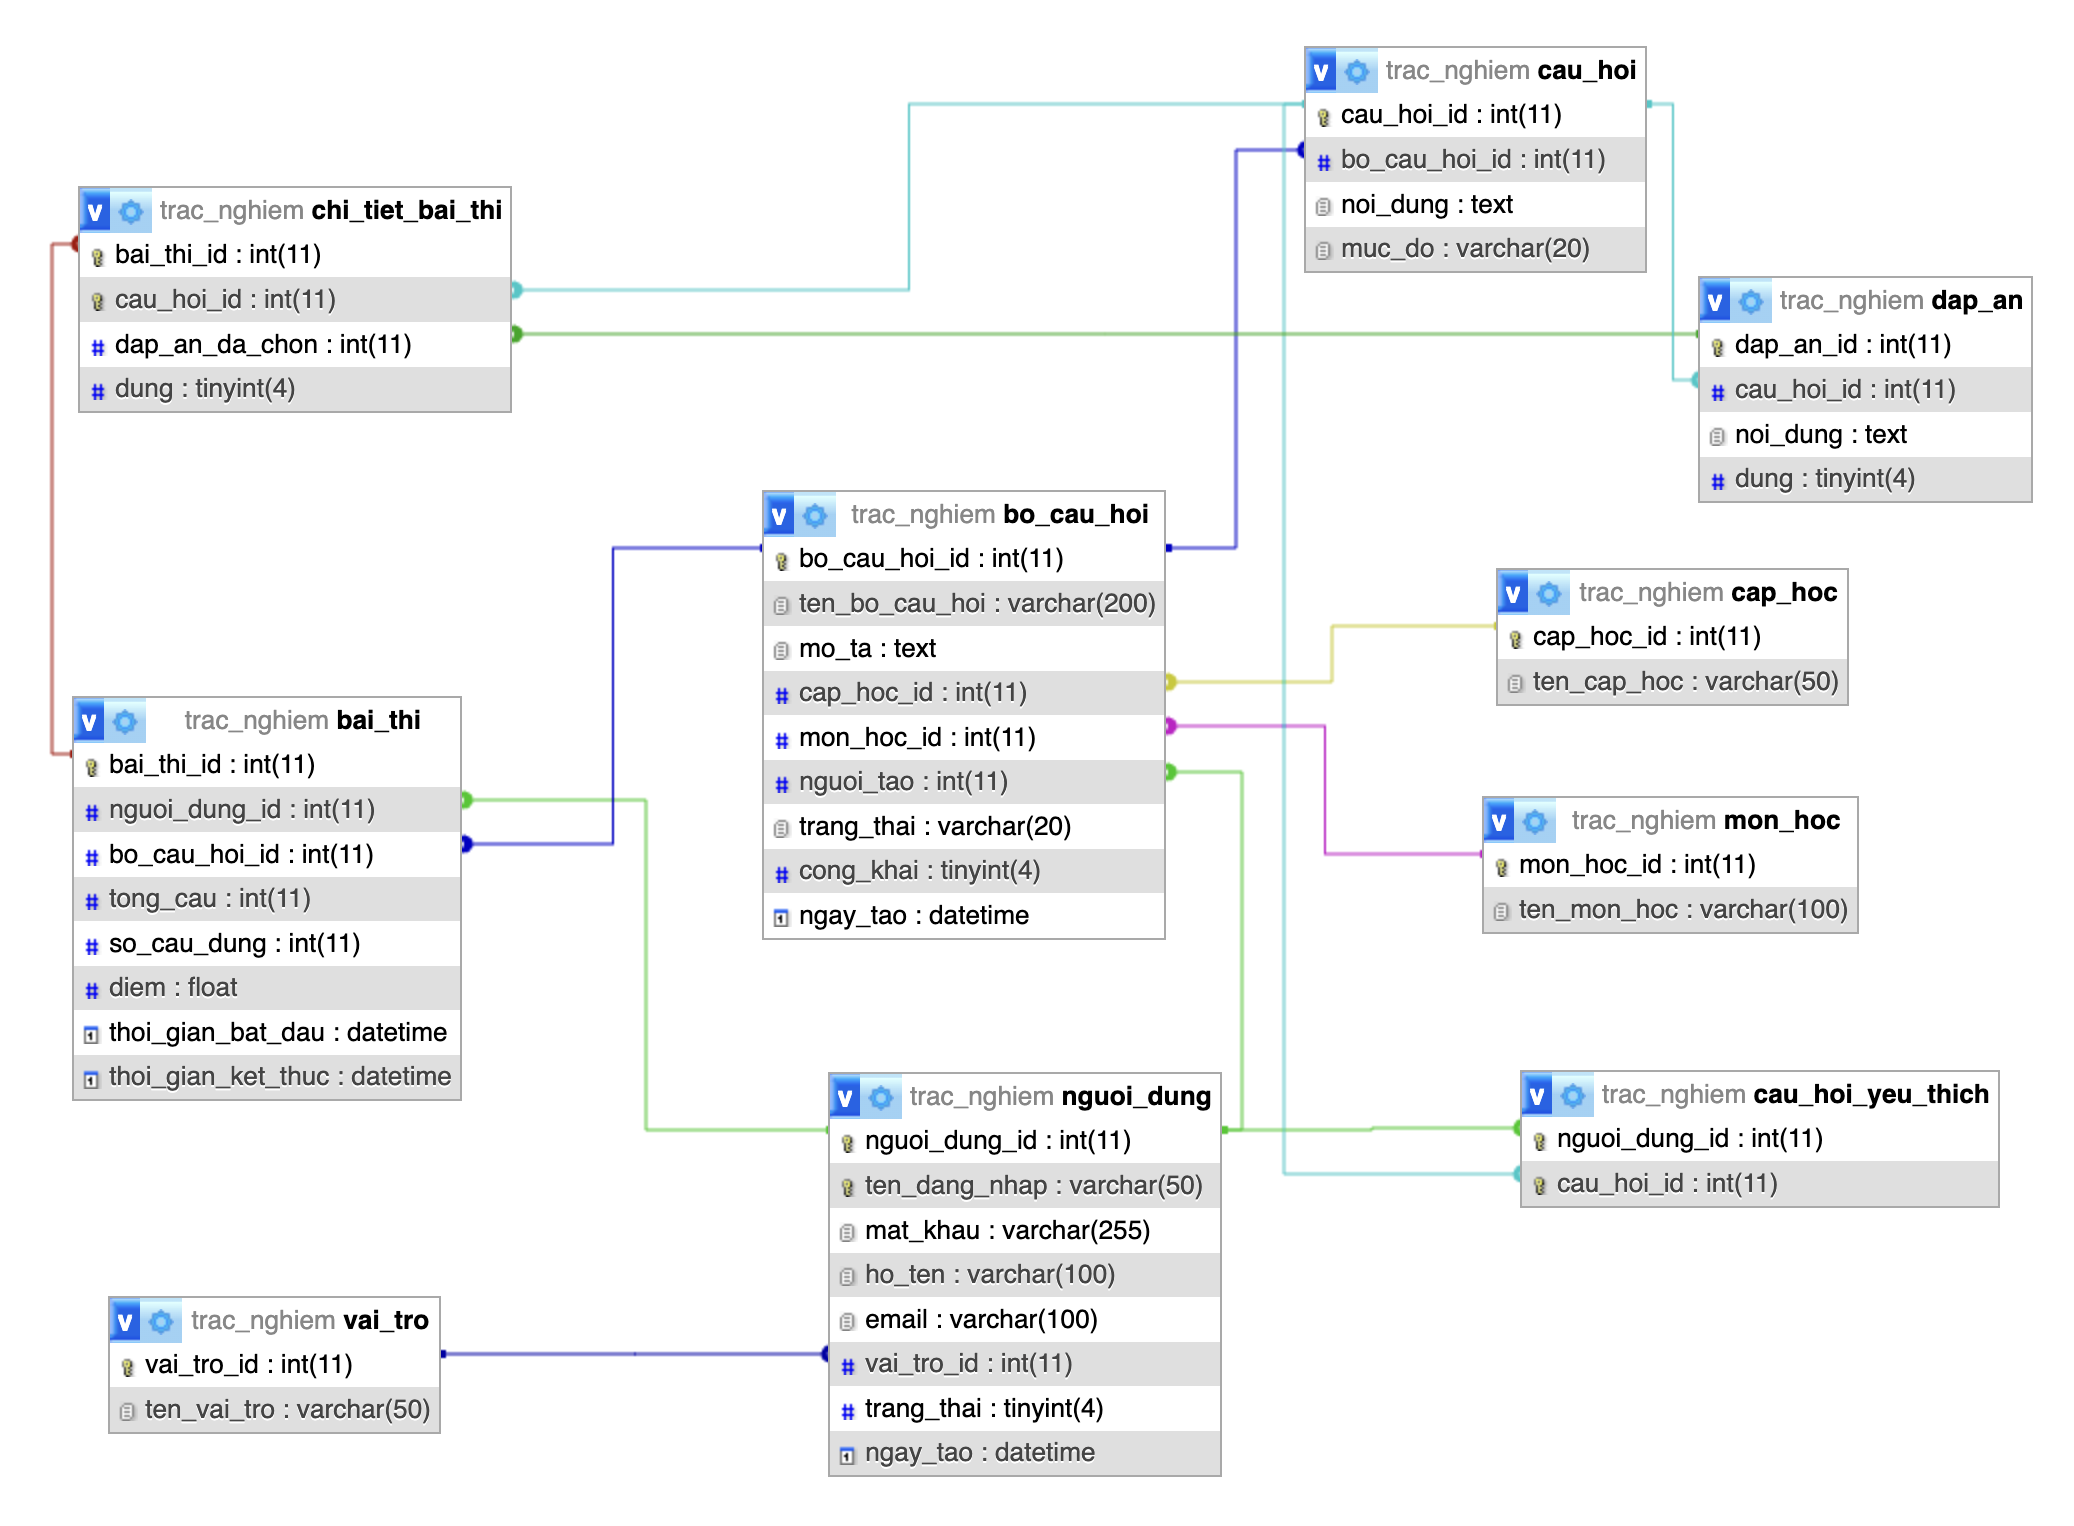 trac_nghiem cau_hoi
cau_hoi_id : int(11)
bo_cau_hoi_id : int(11)
noi_dung : text
muc_do : varchar(20)
trac_nghiem chi_tiet_bai_thi
bai_thi_id : int(11)
cau_hoi_id : int(11)
dap_an_da_chon : int(11)
dung : tinyint(4)
trac_nghiem dap_an
dap_an_id : int(11)
cau_hoi_id : int(11)
noi_dung : text
dung : tinyint(4)
trac_nghiem bo_cau_hoi
bo_cau_hoi_id : int(11)
ten_bo_cau_hoi : varchar(200)
mo_ta : text
cap_hoc_id : int(11)
mon_hoc_id : int(11)
nguoi_tao : int(11)
trang_thai : varchar(20)
cong_khai : tinyint(4)
ngay_tao : datetime
trac_nghiem cap_hoc
cap_hoc_id : int(11)
ten_cap_hoc : varchar(50)
trac_nghiem bai_thi
bai_thi_id : int(11)
nguoi_dung_id : int(11)
bo_cau_hoi_id : int(11)
tong_cau : int(11)
so_cau_dung : int(11)
diem : float
thoi_gian_bat_dau : datetime
thoi_gian_ket_thuc : datetime
trac_nghiem mon_hoc
mon_hoc_id : int(11)
ten_mon_hoc : varchar(100)
trac_nghiem nguoi_dung
nguoi_dung_id : int(11)
ten_dang_nhap : varchar(50)
mat_khau : varchar(255)
ho_ten : varchar(100)
email : varchar(100)
vai_tro_id : int(11)
trang_thai : tinyint(4)
ngay_tao : datetime
trac_nghiem cau_hoi_yeu_thich
nguoi_dung_id : int(11)
cau_hoi_id : int(11)
trac_nghiem vai_tro
vai_tro_id : int(11)
ten_vai_tro : varchar(50)